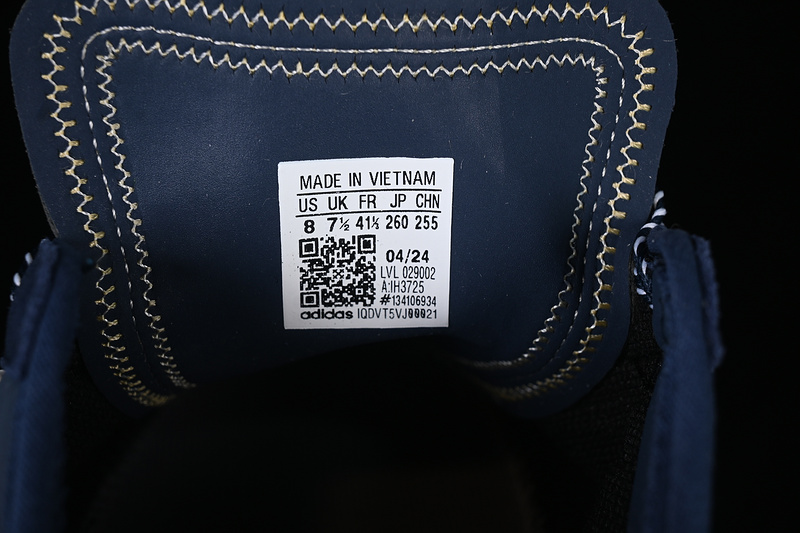 MADE IN VIETNAM
US UK FR JP CHN
8 7½ 41⅓ 260 255
04/24
LVL 029002
A:IH3725
#134106934
adidas IQDVT5VJ00021